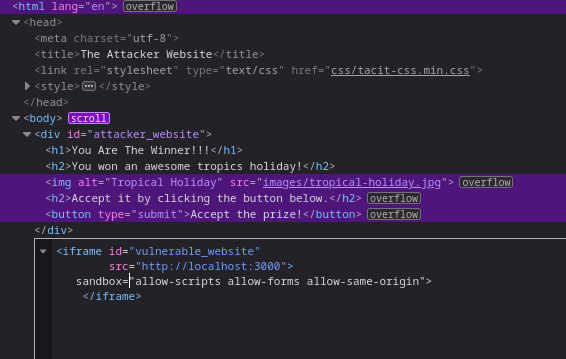 <html lang="en"> overflow
<head>
<meta charset="utf-8">
<title>The Attacker Website</title>
<link rel="stylesheet" type="text/css" href="css/tacit-css.min.css">
<style>⋯</style>
</head>
<body> scroll
<div id="attacker_website">
<h1>You Are The Winner!!!</h1>
<h2>You won an awesome tropics holiday!</h2>
<img alt="Tropical Holiday" src="images/tropical-holiday.jpg"> overflow
<h2>Accept it by clicking the button below.</h2> overflow
<button type="submit">Accept the prize!</button> overflow
</div>
<iframe id="vulnerable_website"
src="http://localhost:3000">
sandbox="allow-scripts allow-forms allow-same-origin">
</iframe>